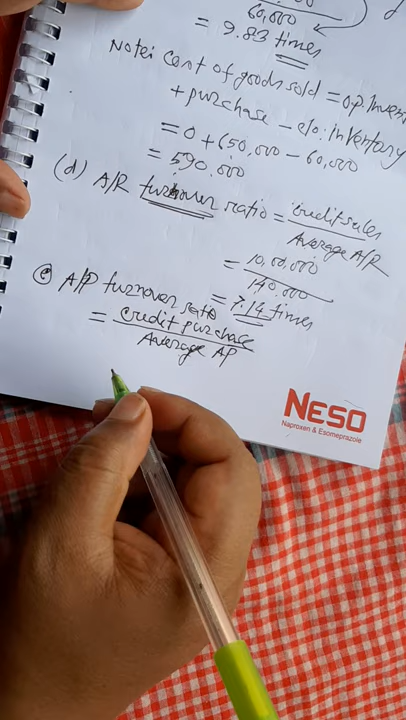 60,000
= 9.83 times
Note: Cost of goods sold = o.p. Inven
+ purchase - clo: inventory
= 0 + 650,000 - 60,000
= 590,000
(d) A/R turnover ratio = credit sales
Average A/R
= 10,00,000
140,000
= 7.14 times
(e) A/P turnover ratio
= credit purchase
Average AP
NESO
Naproxen & Esomeprazole